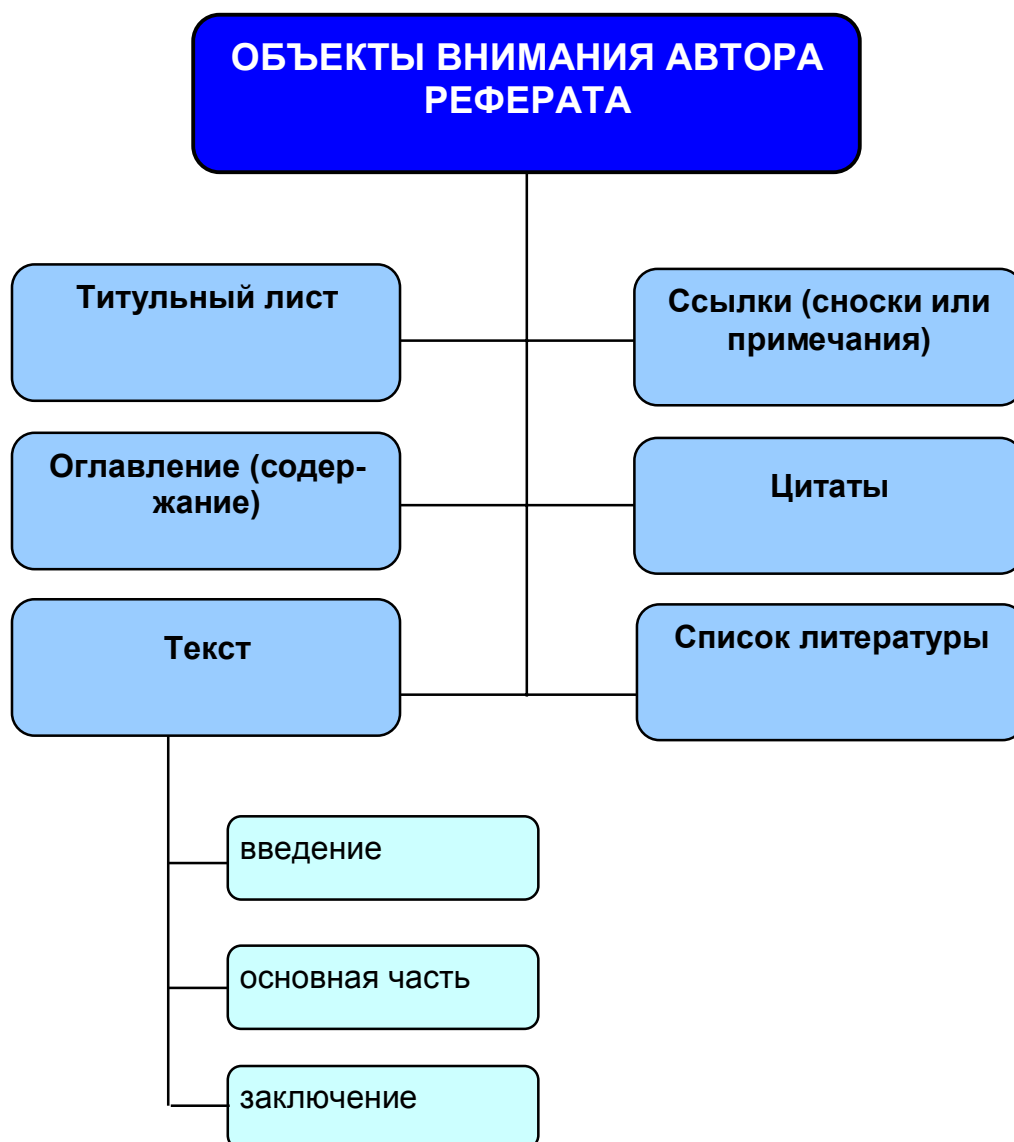 ОБЪЕКТЫ ВНИМАНИЯ АВТОРА
РЕФЕРАТА
Титульный лист
Ссылки (сноски или
примечания)
Оглавление (содер-
жание)
Цитаты
Текст
Список литературы
введение
основная часть
заключение